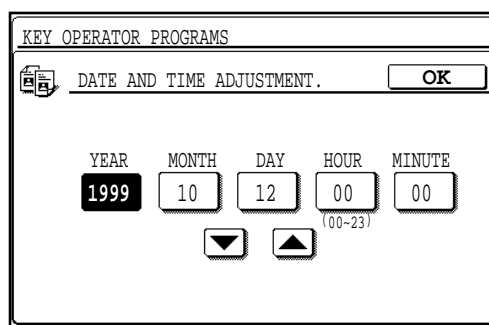 KEY OPERATOR PROGRAMS
DATE AND TIME ADJUSTMENT. OK
YEAR MONTH DAY HOUR MINUTE
1999 10 12 00 00
(00~23)